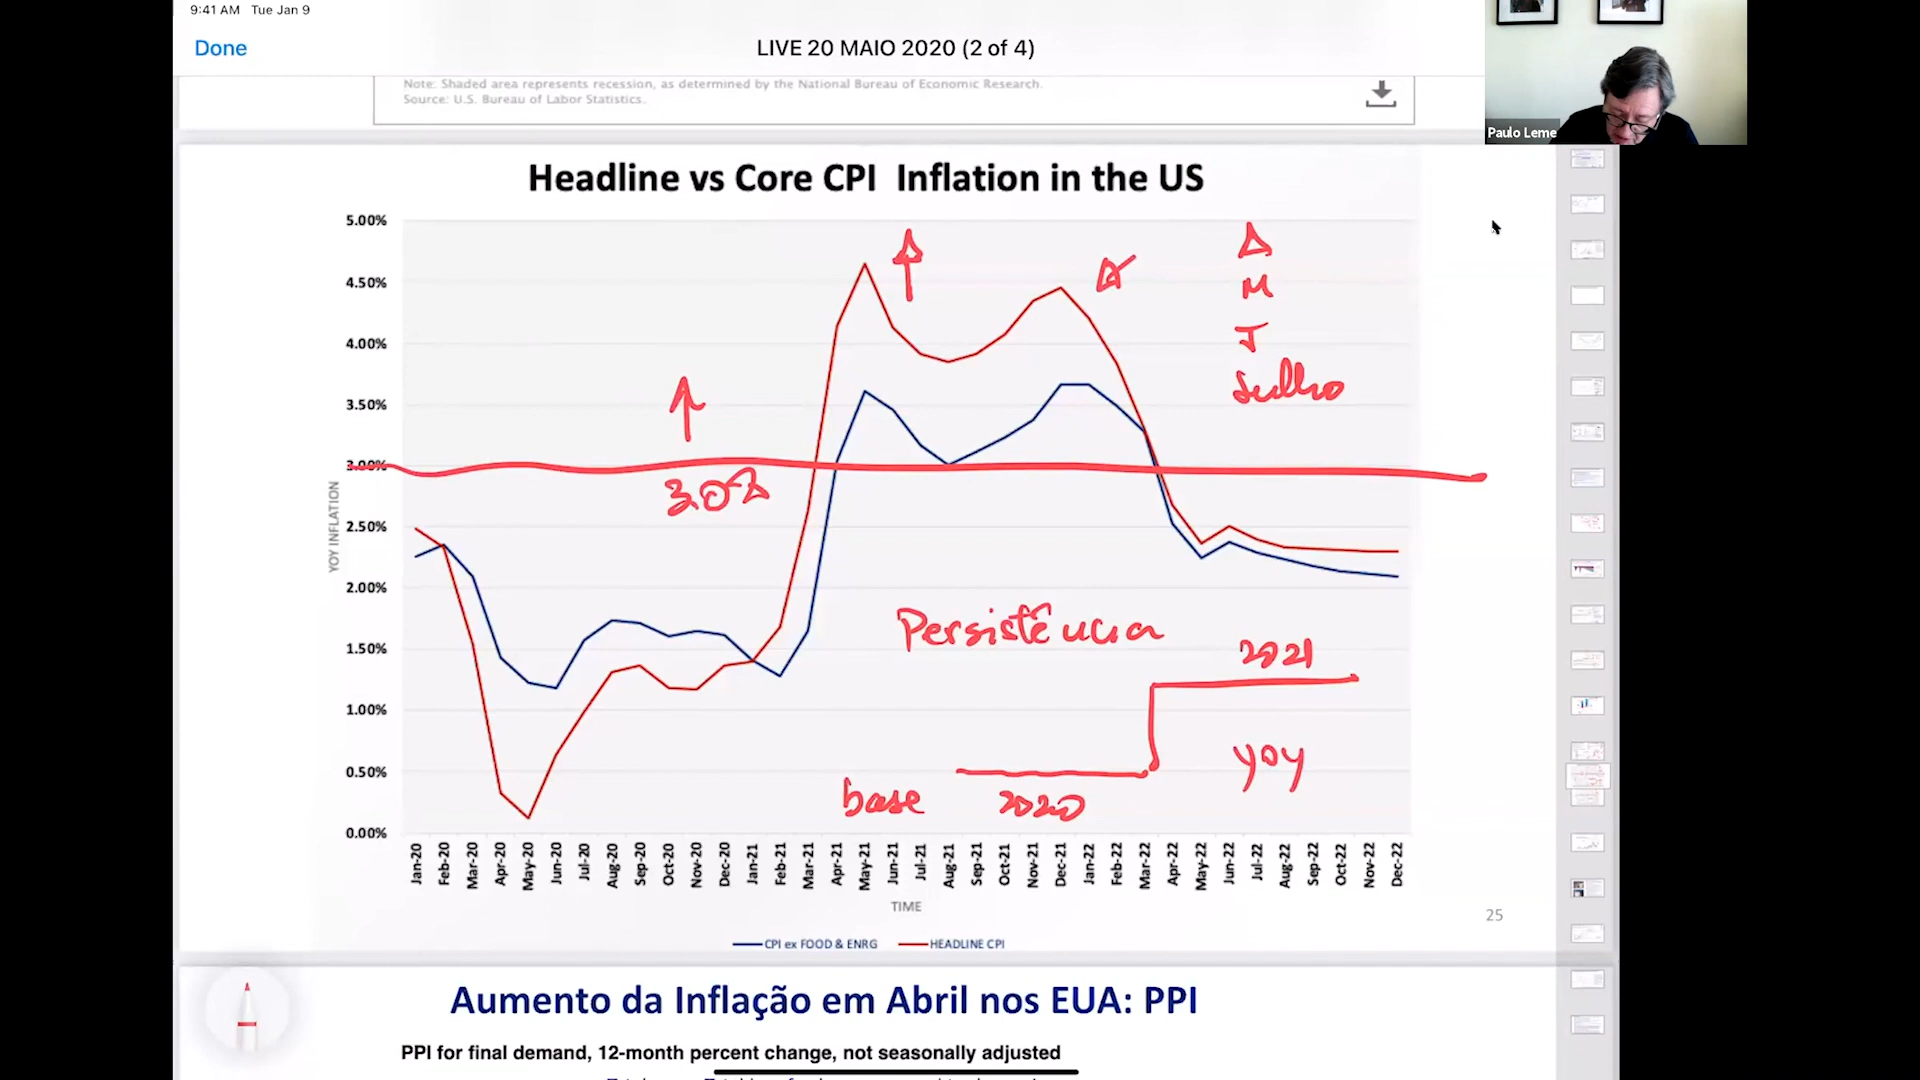 9:41 AM Tue Jan 9
Done
LIVE 20 MAIO 2020 (2 of 4)
Note: Shaded area represents recession, as determined by the National Bureau of Economic Research.
Source: U.S. Bureau of Labor Statistics.
Paulo Leme
Headline vs Core CPI Inflation in the US
5.00%
4.50%
4.00%
3.50%
3.00%
2.50%
2.00%
1.50%
1.00%
0.50%
0.00%
YOY INFLATION
A
M
J
Julho
3.0%
Persistência
2021
yoy
base
2020
Jan-20 Feb-20 Mar-20 Apr-20 May-20 Jun-20 Jul-20 Aug-20 Sep-20 Oct-20 Nov-20 Dec-20 Jan-21 Feb-21 Mar-21 Apr-21 May-21 Jun-21 Jul-21 Aug-21 Sep-21 Oct-21 Nov-21 Dec-21 Jan-22 Feb-22 Mar-22 Apr-22 May-22 Jun-22 Jul-22 Aug-22 Sep-22 Oct-22 Nov-22 Dec-22
TIME
25
CPI ex FOOD & ENRG HEADLINE CPI
Aumento da Inflação em Abril nos EUA: PPI
PPI for final demand, 12-month percent change, not seasonally adjusted